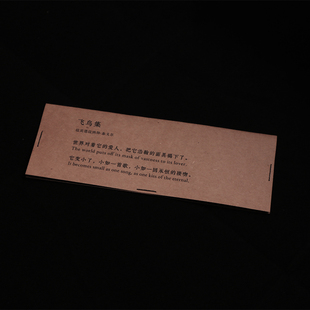 飞鸟集
世界对着它的爱人，把它浩瀚的面具揭下了。
The world puts off its mask of vastness to its lover.
它变小了，小如一首歌，小如一回永恒的接吻。
It becomes small as one song, as one kiss of the eternal.